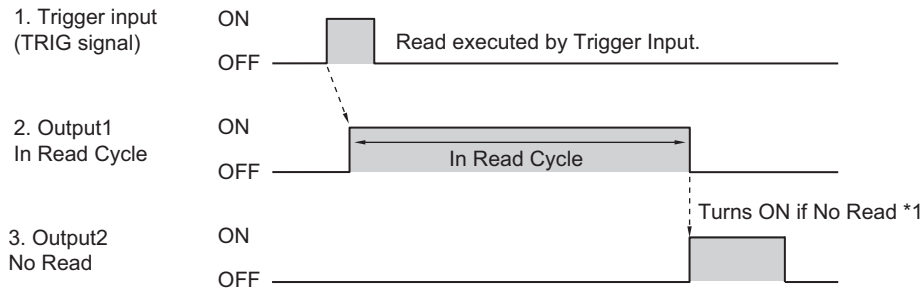 1. Trigger input
(TRIG signal)
ON
OFF
Read executed by Trigger Input.
2. Output1
In Read Cycle
ON
OFF
In Read Cycle
Turns ON if No Read *1
3. Output2
No Read
ON
OFF